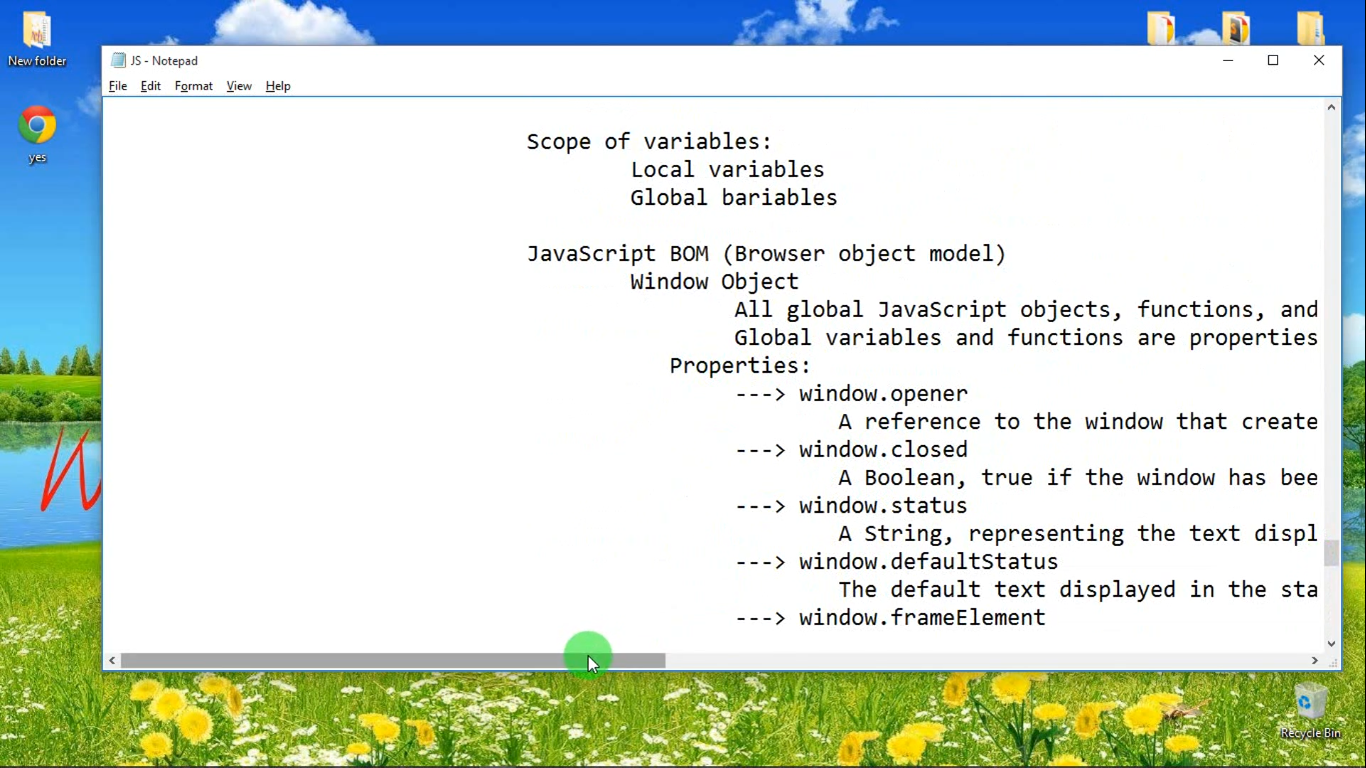 New folder
yes
JS - Notepad
File Edit Format View Help
Scope of variables:
Local variables
Global bariables
JavaScript BOM (Browser object model)
Window Object
All global JavaScript objects, functions, and
Global variables and functions are properties
Properties:
---> window.opener
A reference to the window that create
---> window.closed
A Boolean, true if the window has bee
---> window.status
A String, representing the text displ
---> window.defaultStatus
The default text displayed in the sta
---> window.frameElement
Recycle Bin